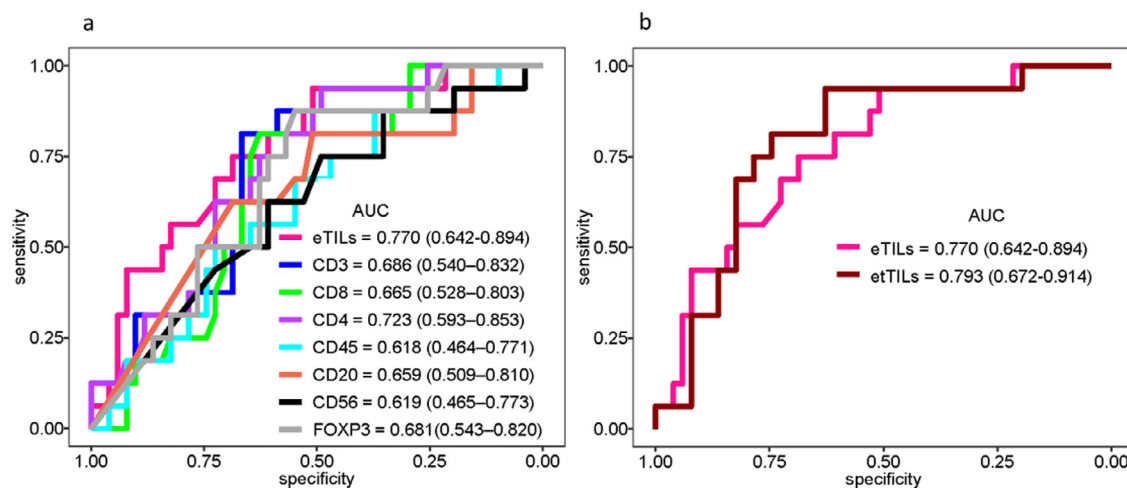 a
1.00
0.75
0.50
0.25
0.00
sensitivity
1.00 0.75 0.50 0.25 0.00
specificity
AUC
eTILs = 0.770 (0.642-0.894)
CD3 = 0.686 (0.540–0.832)
CD8 = 0.665 (0.528–0.803)
CD4 = 0.723 (0.593–0.853)
CD45 = 0.618 (0.464–0.771)
CD20 = 0.659 (0.509–0.810)
CD56 = 0.619 (0.465–0.773)
FOXP3 = 0.681(0.543–0.820)
b
1.00
0.75
0.50
0.25
0.00
sensitivity
1.00 0.75 0.50 0.25 0.00
specificity
AUC
eTILs = 0.770 (0.642-0.894)
etTILs = 0.793 (0.672-0.914)